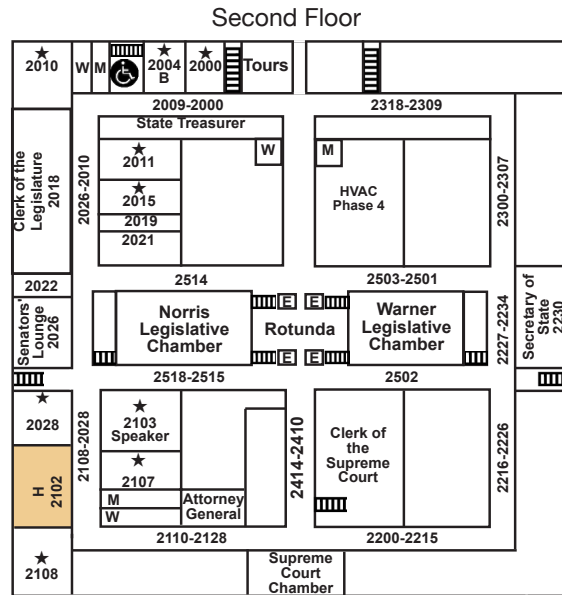 Second Floor
2010
W M
2004
B
2000
Tours
2009-2000
2318-2309
State Treasurer
W
M
2011
2015
2019
2021
HVAC
Phase 4
Clerk of the
Legislature
2018
2026-2010
2300-2307
2022
2514
2503-2501
Senators'
Lounge
2026
Norris
Legislative
Chamber
E E
Rotunda
E E
Warner
Legislative
Chamber
2227-2234
Secretary of
State
2230
2518-2515
2502
2028
2103
Speaker
2107
M
W
Attorney
General
2108-2028
2414-2410
Clerk of
the
Supreme
Court
2216-2226
H
2102
2110-2128
2200-2215
2108
Supreme
Court
Chamber